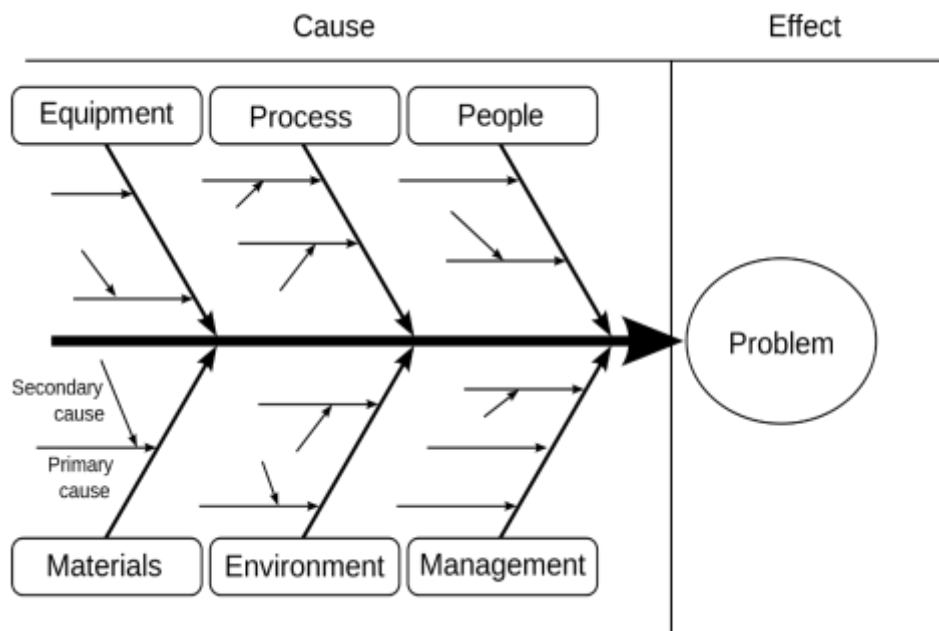 Cause
Effect
Equipment
Process
People
Problem
Secondary
cause
Primary
cause
Materials
Environment
Management